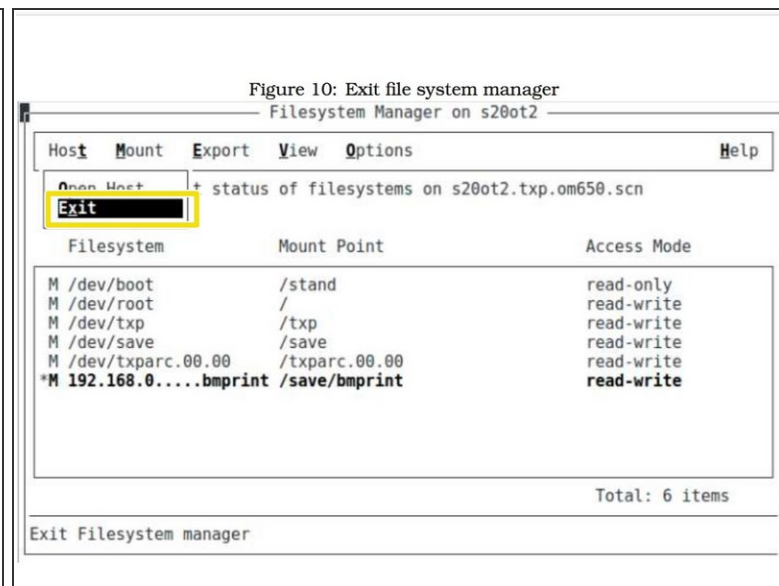 Figure 10: Exit file system manager
Filesystem Manager on s20ot2
Host Mount Export View Options Help
Open Host t status of filesystems on s20ot2.txp.om650.scn
Exit
Filesystem Mount Point Access Mode
M /dev/boot /stand read-only
M /dev/root / read-write
M /dev/txp /txp read-write
M /dev/save /save read-write
M /dev/txparc.00.00 /txparc.00.00 read-write
*M 192.168.0.....bmprint /save/bmprint read-write
Total: 6 items
Exit Filesystem manager